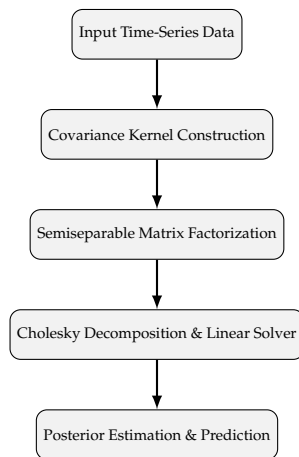 Input Time-Series Data
Covariance Kernel Construction
Semiseparable Matrix Factorization
Cholesky Decomposition & Linear Solver
Posterior Estimation & Prediction